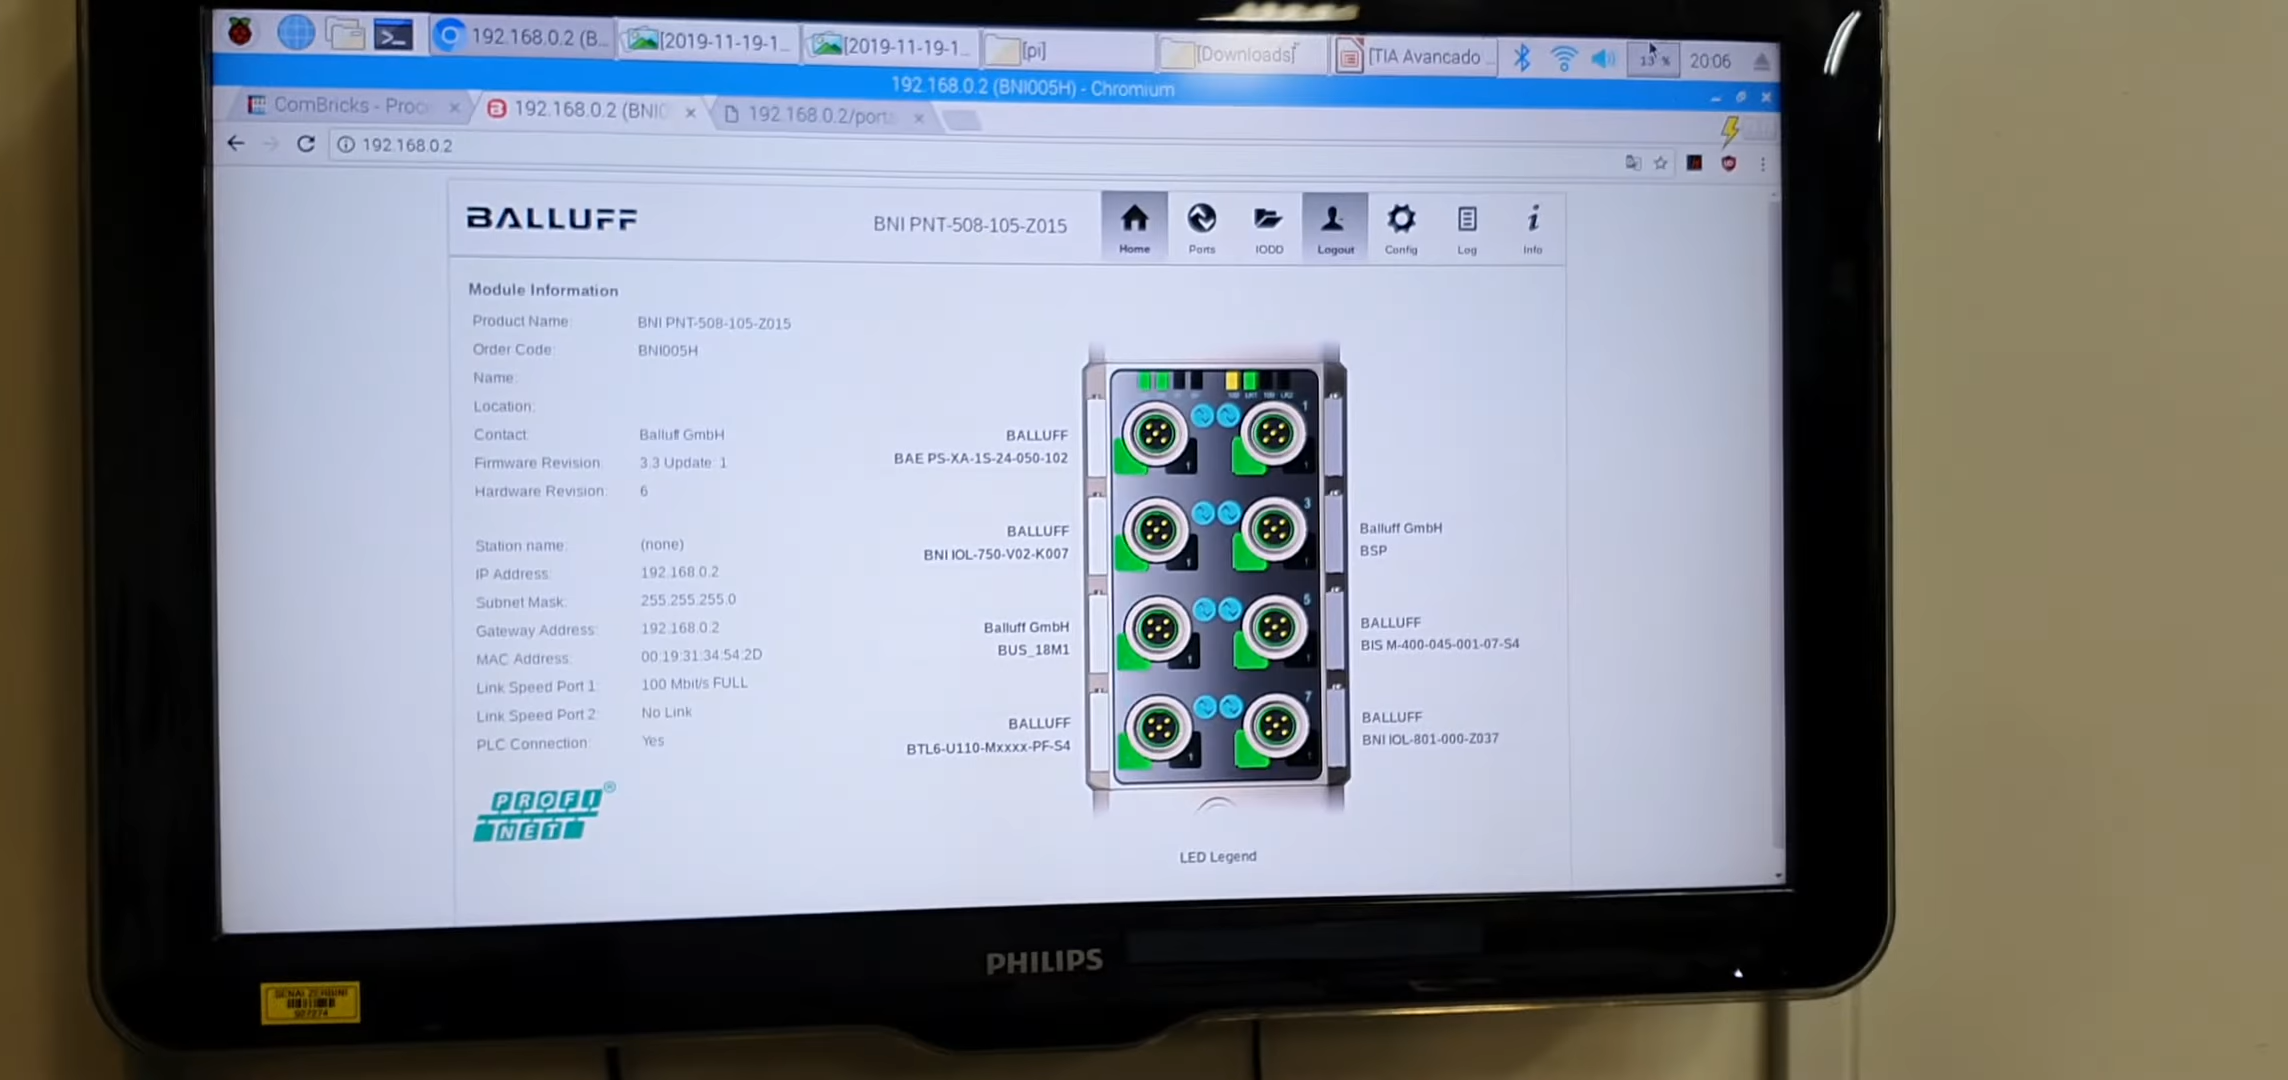 192.168.0.2 (B...
[2019-11-19-1...
[2019-11-19-1...
[pi]
[Downloads]
[TIA Avancado ...
13 %
20:06
192.168.0.2 (BNI005H) - Chromium
ComBricks - Proc
192.168.0.2 (BNI0
192.168.0.2/port
192.168.0.2
BALLUFF
BNI PNT-508-105-Z015
Home
Ports
IODD
Logout
Config
Log
Info
Module Information
Product Name: BNI PNT-508-105-Z015
Order Code: BNI005H
Name:
Location:
Contact: Balluff GmbH
Firmware Revision: 3.3 Update: 1
Hardware Revision: 6
Station name: (none)
IP Address: 192.168.0.2
Subnet Mask: 255.255.255.0
Gateway Address: 192.168.0.2
MAC Address: 00:19:31:34:54:2D
Link Speed Port 1: 100 Mbit/s FULL
Link Speed Port 2: No Link
PLC Connection: Yes
PROFI®
NET
BALLUFF
BAE PS-XA-1S-24-050-102
BALLUFF
BNI IOL-750-V02-K007
Balluff GmbH
BUS_18M1
BALLUFF
BTL6-U110-Mxxxx-PF-S4
1
3
5
7
Balluff GmbH
BSP
BALLUFF
BIS M-400-045-001-07-S4
BALLUFF
BNI IOL-801-000-Z037
LED Legend
PHILIPS
SENAI ZERBINI